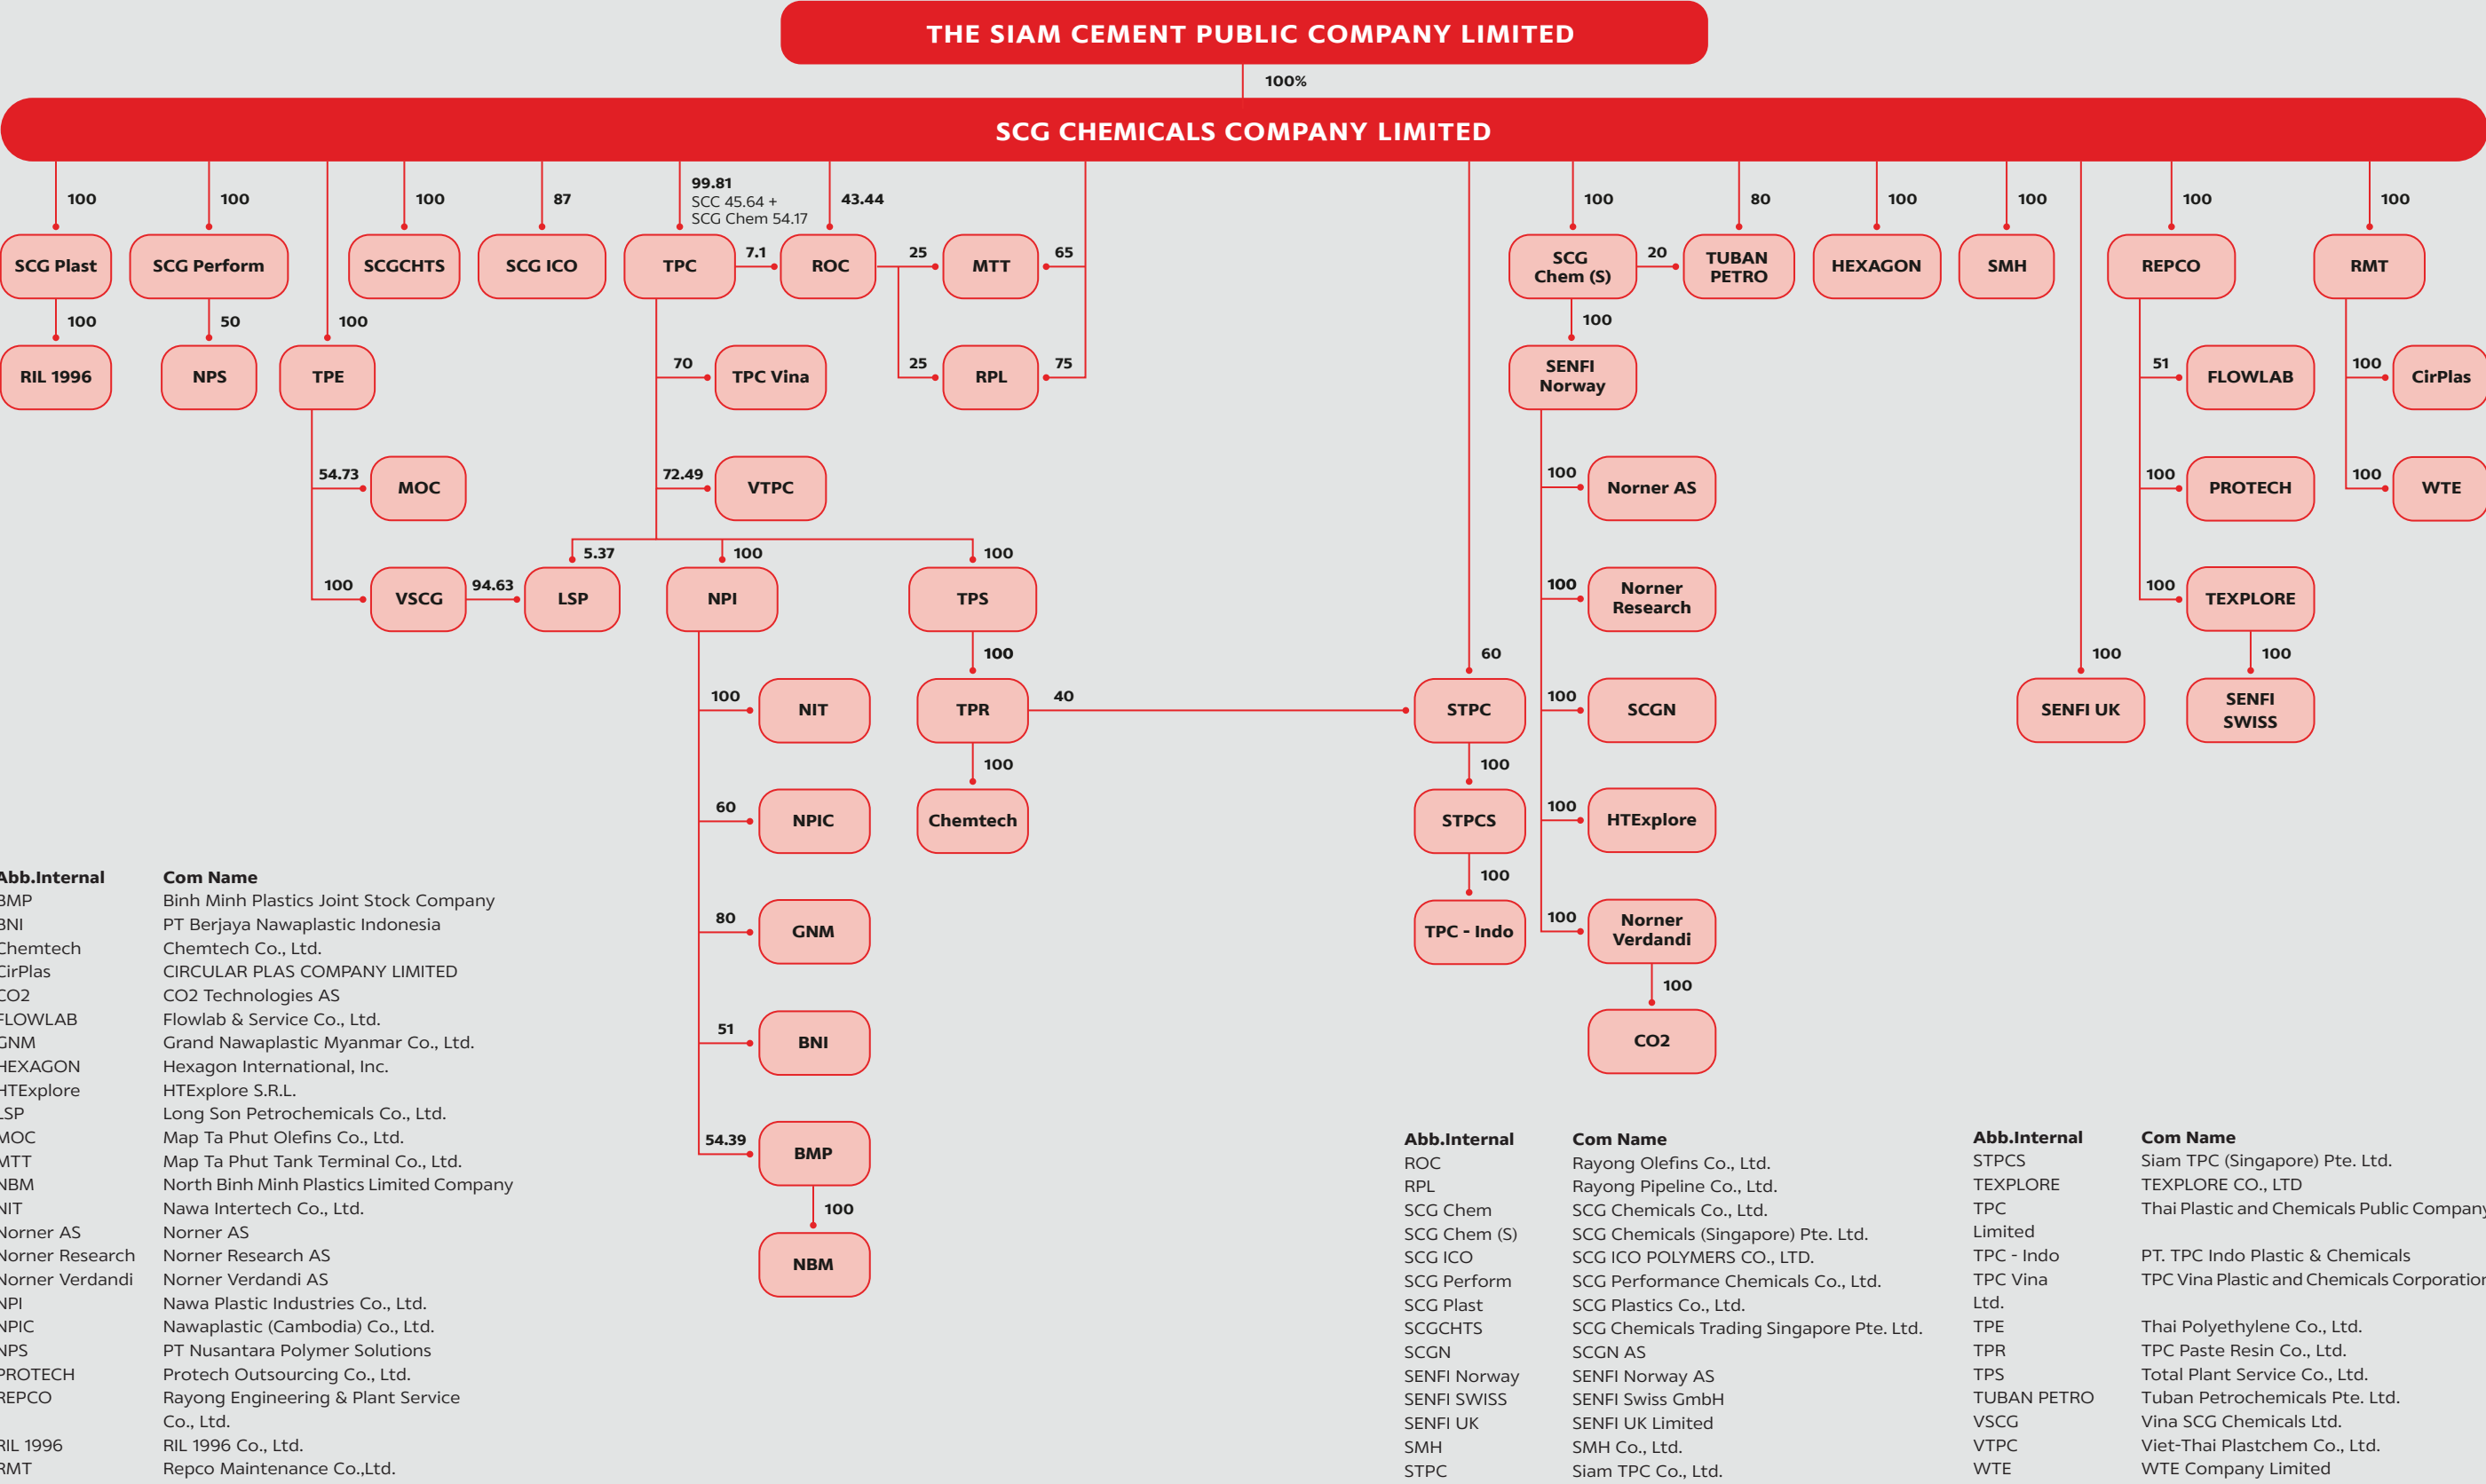 THE SIAM CEMENT PUBLIC COMPANY LIMITED
100%
SCG CHEMICALS COMPANY LIMITED
100
100
100
87
99.81
SCC 45.64 +
SCG Chem 54.17
43.44
100
80
100
100
100
100
SCG Plast
SCG Perform
SCGCHTS
SCG ICO
TPC
7.1
ROC
25
MTT
65
SCG
Chem (S)
20
TUBAN
PETRO
HEXAGON
SMH
REPCO
RMT
100
50
100
100
RIL 1996
NPS
TPE
70
TPC Vina
25
RPL
75
SENFI
Norway
51
FLOWLAB
100
CirPlas
54.73
MOC
72.49
VTPC
100
Norner AS
100
PROTECH
100
WTE
5.37
100
100
100
VSCG
94.63
LSP
NPI
TPS
100
Norner
Research
100
TEXPLORE
100
60
100
100
100
NIT
TPR
40
STPC
100
SCGN
SENFI UK
SENFI
SWISS
100
100
60
NPIC
Chemtech
STPCS
100
HTExplore
100
80
GNM
TPC - Indo
100
Norner
Verdandi
100
51
BNI
CO2
54.39
BMP
100
NBM
Abb.Internal Com Name
BMP Binh Minh Plastics Joint Stock Company
BNI PT Berjaya Nawaplastic Indonesia
Chemtech Chemtech Co., Ltd.
CirPlas CIRCULAR PLAS COMPANY LIMITED
CO2 CO2 Technologies AS
FLOWLAB Flowlab & Service Co., Ltd.
GNM Grand Nawaplastic Myanmar Co., Ltd.
HEXAGON Hexagon International, Inc.
HTExplore HTExplore S.R.L.
LSP Long Son Petrochemicals Co., Ltd.
MOC Map Ta Phut Olefins Co., Ltd.
MTT Map Ta Phut Tank Terminal Co., Ltd.
NBM North Binh Minh Plastics Limited Company
NIT Nawa Intertech Co., Ltd.
Norner AS Norner AS
Norner Research Norner Research AS
Norner Verdandi Norner Verdandi AS
NPI Nawa Plastic Industries Co., Ltd.
NPIC Nawaplastic (Cambodia) Co., Ltd.
NPS PT Nusantara Polymer Solutions
PROTECH Protech Outsourcing Co., Ltd.
REPCO Rayong Engineering & Plant Service
Co., Ltd.
RIL 1996 RIL 1996 Co., Ltd.
RMT Repco Maintenance Co.,Ltd.
Abb.Internal Com Name
ROC Rayong Olefins Co., Ltd.
RPL Rayong Pipeline Co., Ltd.
SCG Chem SCG Chemicals Co., Ltd.
SCG Chem (S) SCG Chemicals (Singapore) Pte. Ltd.
SCG ICO SCG ICO POLYMERS CO., LTD.
SCG Perform SCG Performance Chemicals Co., Ltd.
SCG Plast SCG Plastics Co., Ltd.
SCGCHTS SCG Chemicals Trading Singapore Pte. Ltd.
SCGN SCGN AS
SENFI Norway SENFI Norway AS
SENFI SWISS SENFI Swiss GmbH
SENFI UK SENFI UK Limited
SMH SMH Co., Ltd.
STPC Siam TPC Co., Ltd.
Abb.Internal Com Name
STPCS Siam TPC (Singapore) Pte. Ltd.
TEXPLORE TEXPLORE CO., LTD
TPC Thai Plastic and Chemicals Public Company
Limited
TPC - Indo PT. TPC Indo Plastic & Chemicals
TPC Vina TPC Vina Plastic and Chemicals Corporation
Ltd.
TPE Thai Polyethylene Co., Ltd.
TPR TPC Paste Resin Co., Ltd.
TPS Total Plant Service Co., Ltd.
TUBAN PETRO Tuban Petrochemicals Pte. Ltd.
VSCG Vina SCG Chemicals Ltd.
VTPC Viet-Thai Plastchem Co., Ltd.
WTE WTE Company Limited